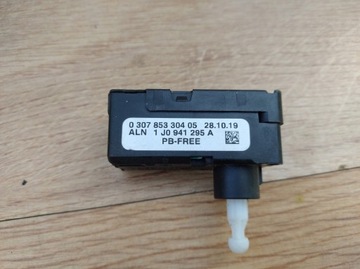 0 307 853 304 05 28.10.19
ALN 1 J0 941 295 A
PB-FREE